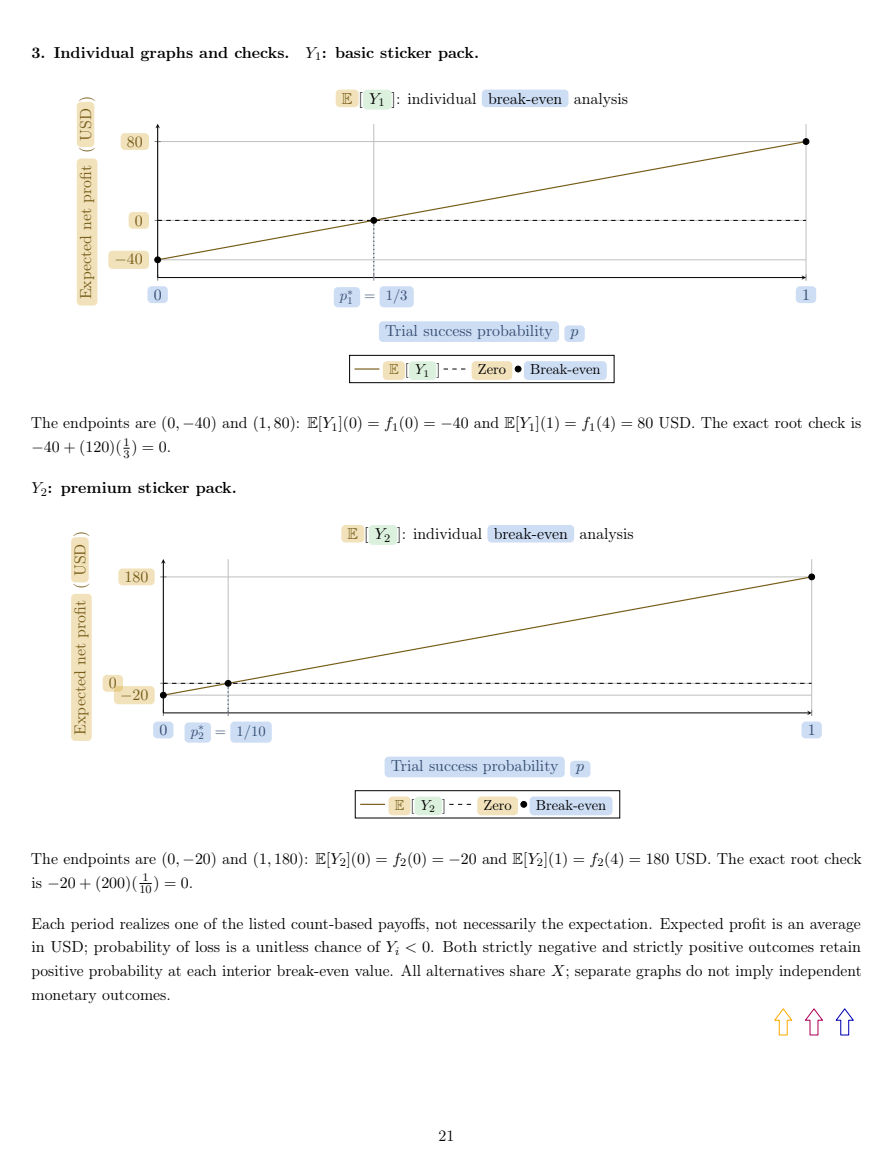 3. Individual graphs and checks. Y₁: basic sticker pack.
𝔼[Y₁]: individual break-even analysis
Expected net profit (USD)
80
0
−40
0
p₁* = 1/3
1
Trial success probability p
𝔼[Y₁] Zero Break-even
The endpoints are (0, −40) and (1, 80): 𝔼[Y₁](0) = f₁(0) = −40 and 𝔼[Y₁](1) = f₁(4) = 80 USD. The exact root check is
−40 + (120)(1/3) = 0.
Y₂: premium sticker pack.
𝔼[Y₂]: individual break-even analysis
Expected net profit (USD)
180
0
−20
0
p₂* = 1/10
1
Trial success probability p
𝔼[Y₂] Zero Break-even
The endpoints are (0, −20) and (1, 180): 𝔼[Y₂](0) = f₂(0) = −20 and 𝔼[Y₂](1) = f₂(4) = 180 USD. The exact root check
is −20 + (200)(1/10) = 0.
Each period realizes one of the listed count-based payoffs, not necessarily the expectation. Expected profit is an average
in USD; probability of loss is a unitless chance of Yᵢ < 0. Both strictly negative and strictly positive outcomes retain
positive probability at each interior break-even value. All alternatives share X; separate graphs do not imply independent
monetary outcomes.
21